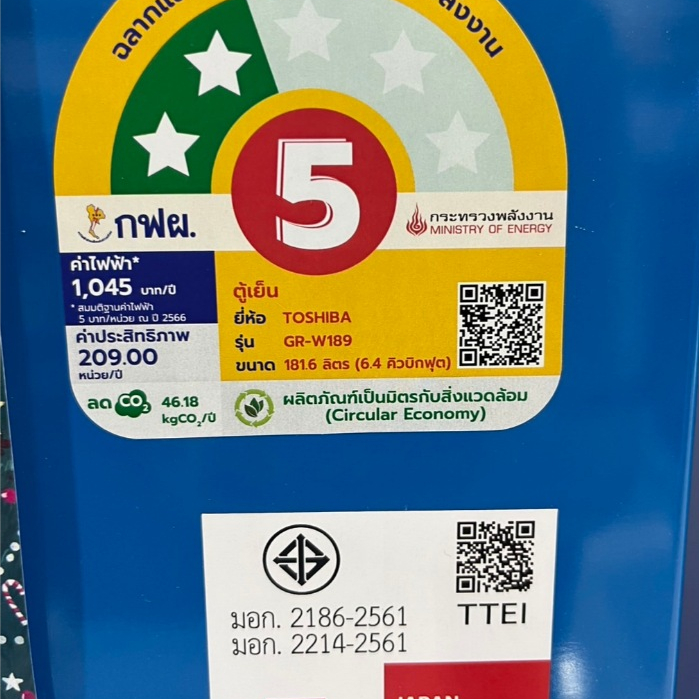 5
กฟผ.
กระทรวงพลังงาน
MINISTRY OF ENERGY
ค่าไฟฟ้า*
1,045 บาท/ปี
* สมมติฐานค่าไฟฟ้า
5 บาท/หน่วย ณ ปี 2566
ค่าประสิทธิภาพ
209.00
หน่วย/ปี
ตู้เย็น
ยี่ห้อ TOSHIBA
รุ่น GR-W189
ขนาด 181.6 ลิตร (6.4 คิวบิกฟุต)
ลด CO2 46.18
kgCO2/ปี
ผลิตภัณฑ์เป็นมิตรกับสิ่งแวดล้อม
(Circular Economy)
มอก. 2186-2561
มอก. 2214-2561
TTEI